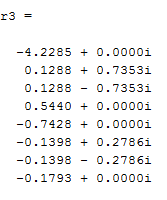 r3 =
-4.2285 + 0.0000i
0.1288 + 0.7353i
0.1288 - 0.7353i
0.5440 + 0.0000i
-0.7428 + 0.0000i
-0.1398 + 0.2786i
-0.1398 - 0.2786i
-0.1793 + 0.0000i